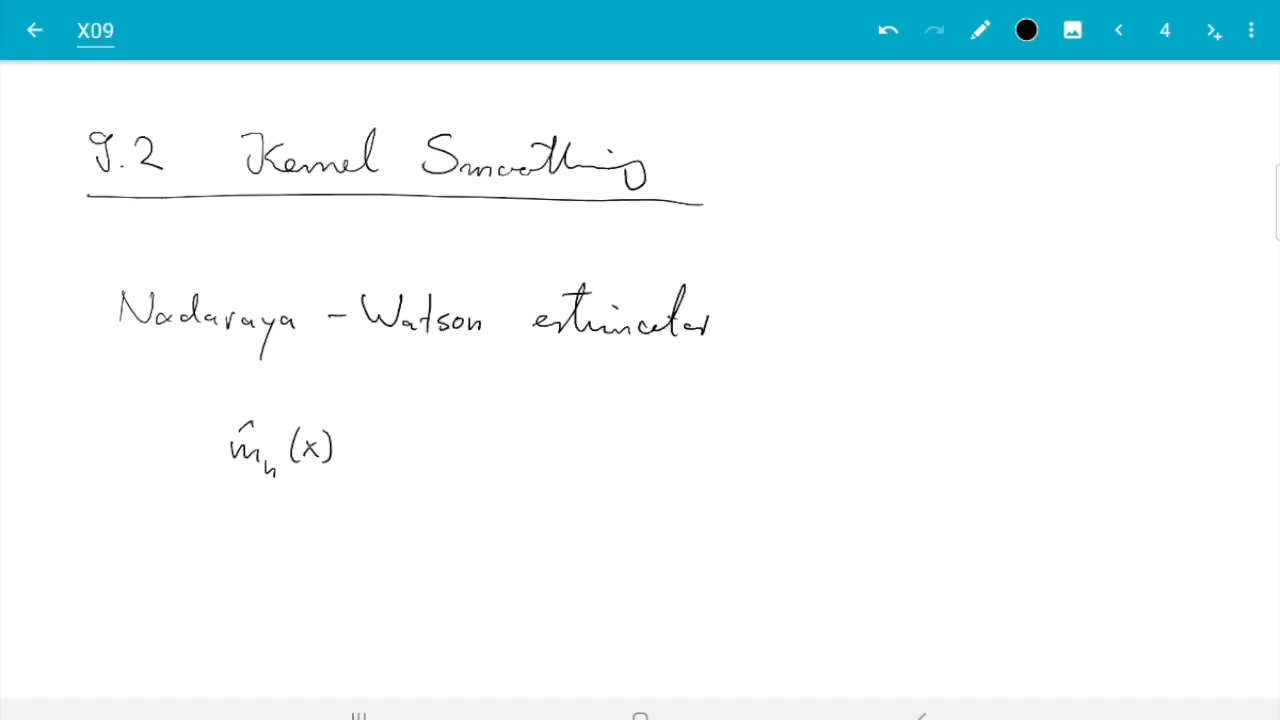 X09
4
9.2 Kernel Smoothing
Nadaraya - Watson estimator
m̂ₕ (x)